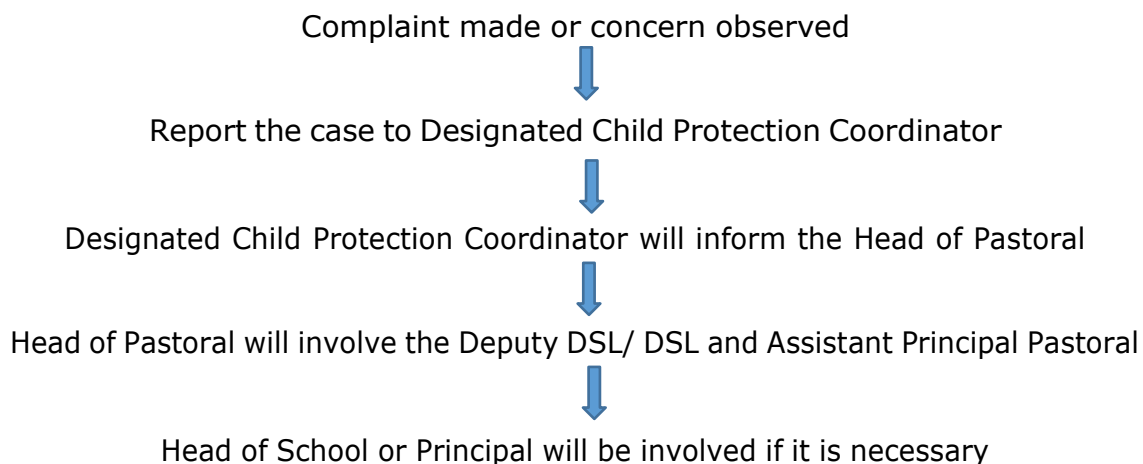 Complaint made or concern observed
Report the case to Designated Child Protection Coordinator
Designated Child Protection Coordinator will inform the Head of Pastoral
Head of Pastoral will involve the Deputy DSL/ DSL and Assistant Principal Pastoral
Head of School or Principal will be involved if it is necessary